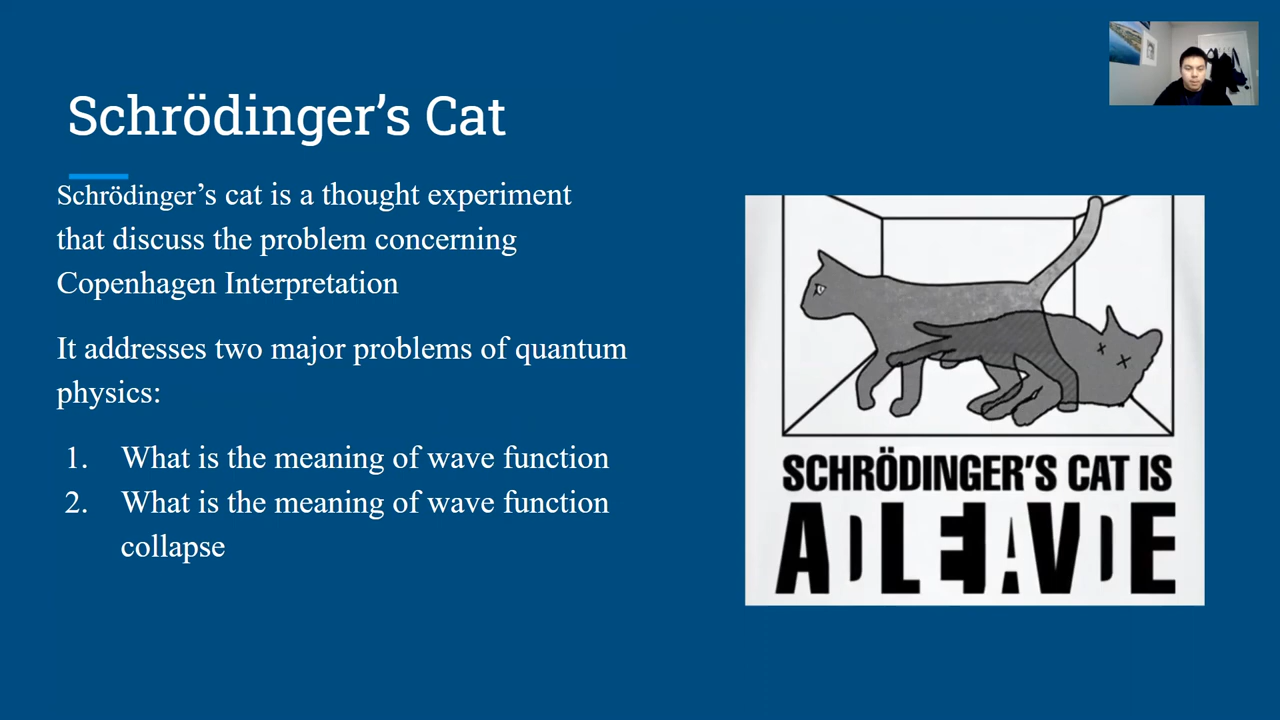 Schrödinger’s Cat
Schrödinger’s cat is a thought experiment
that discuss the problem concerning
Copenhagen Interpretation
It addresses two major problems of quantum
physics:
1. What is the meaning of wave function
2. What is the meaning of wave function
collapse
SCHRÖDINGER’S CAT IS
ADLEIAVDE